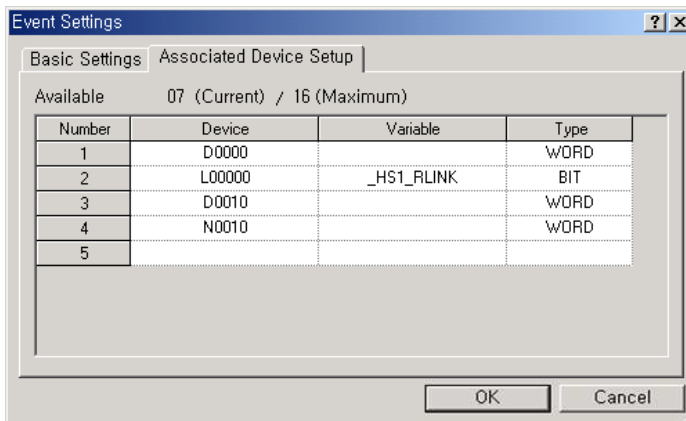 Event Settings
? x
Basic Settings Associated Device Setup
Available 07 (Current) / 16 (Maximum)
Number Device Variable Type
1 D0000 WORD
2 L00000 _HS1_RLINK BIT
3 D0010 WORD
4 N0010 WORD
5
OK Cancel